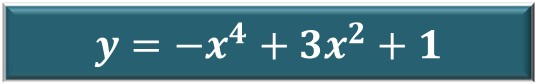 y = −x⁴ + 3x² + 1